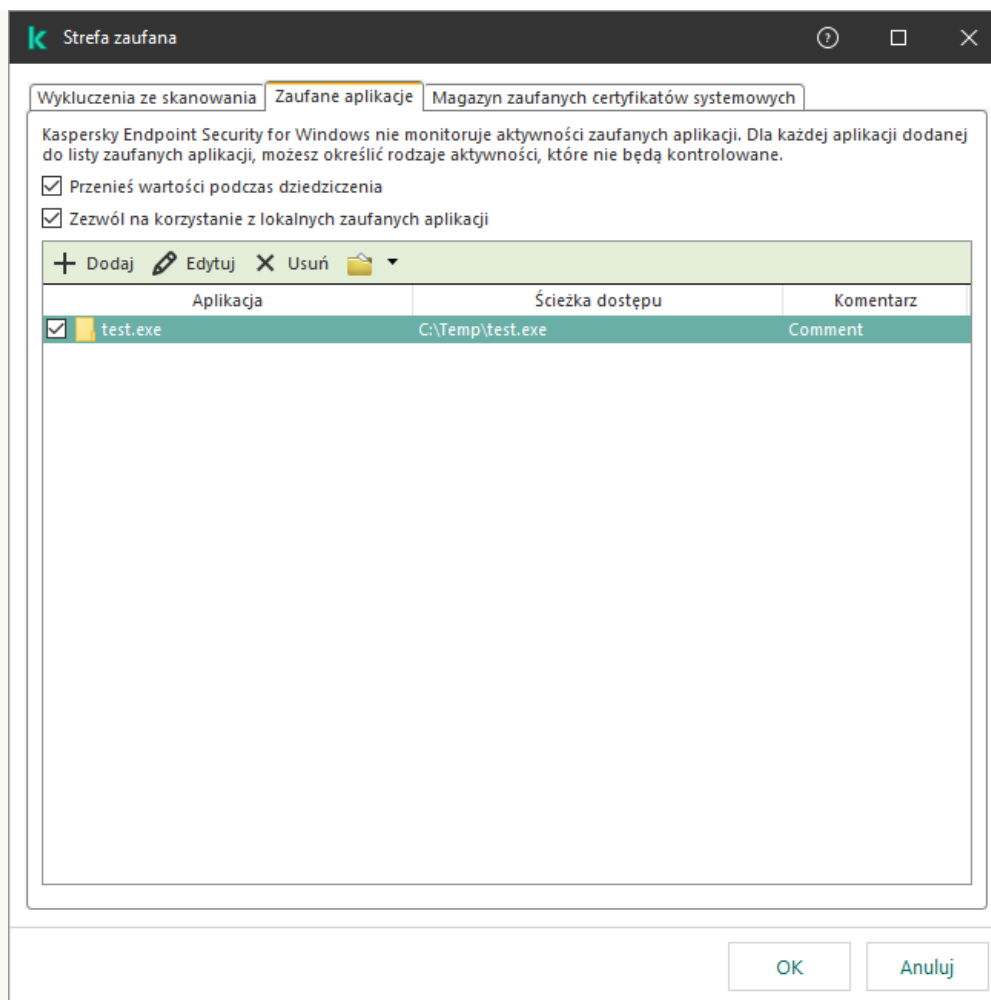 Strefa zaufana
Wykluczenia ze skanowania Zaufane aplikacje Magazyn zaufanych certyfikatów systemowych
Kaspersky Endpoint Security for Windows nie monitoruje aktywności zaufanych aplikacji. Dla każdej aplikacji dodanej
do listy zaufanych aplikacji, możesz określić rodzaje aktywności, które nie będą kontrolowane.
Przenieś wartości podczas dziedziczenia
Zezwól na korzystanie z lokalnych zaufanych aplikacji
Dodaj Edytuj Usuń
Aplikacja Ścieżka dostępu Komentarz
test.exe C:\Temp\test.exe Comment
OK Anuluj